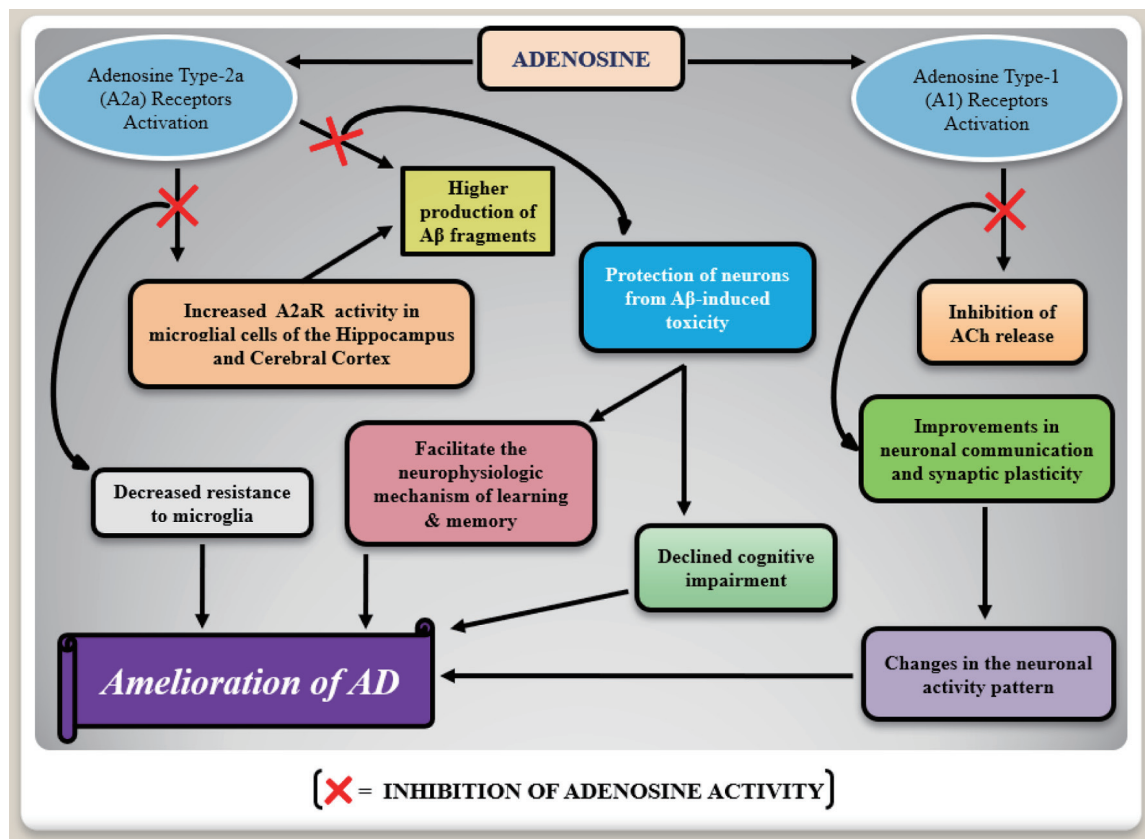 ADENOSINE
Adenosine Type-2a
(A2a) Receptors
Activation
Adenosine Type-1
(A1) Receptors
Activation
Higher
production of
Aβ fragments
Protection of neurons
from Aβ-induced
toxicity
Increased A2aR activity in
microglial cells of the Hippocampus
and Cerebral Cortex
Inhibition of
ACh release
Facilitate the
neurophysiologic
mechanism of learning
& memory
Improvements in
neuronal communication
and synaptic plasticity
Decreased resistance
to microglia
Declined cognitive
impairment
Amelioration of AD
Changes in the neuronal
activity pattern
[ = INHIBITION OF ADENOSINE ACTIVITY]